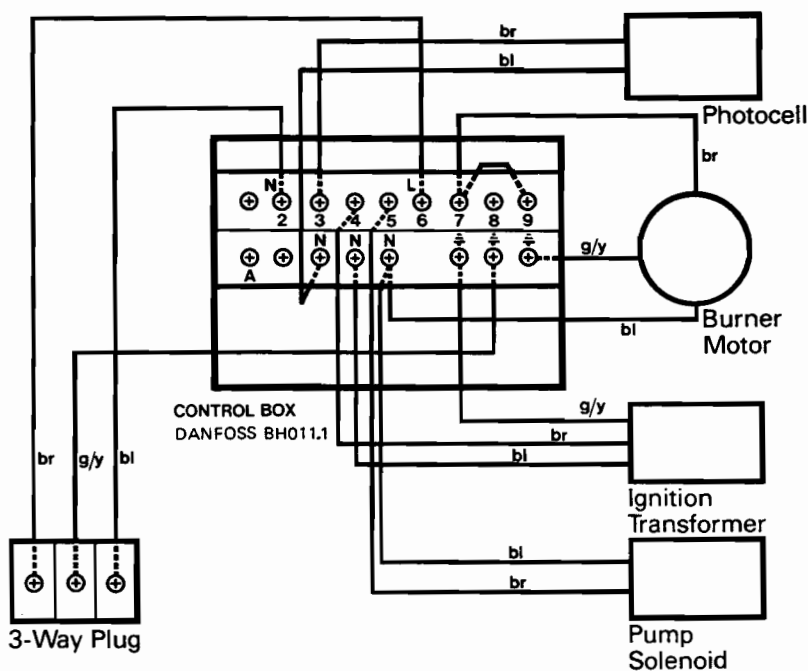 br
bl
Photocell
br
N L
2 3 4 5 6 7 8 9
N N N
A
g/y
bl
Burner
Motor
CONTROL BOX
DANFOSS BH011.1
g/y
br
bl
br g/y bl
Ignition
Transformer
bl
br
3-Way Plug
Pump
Solenoid